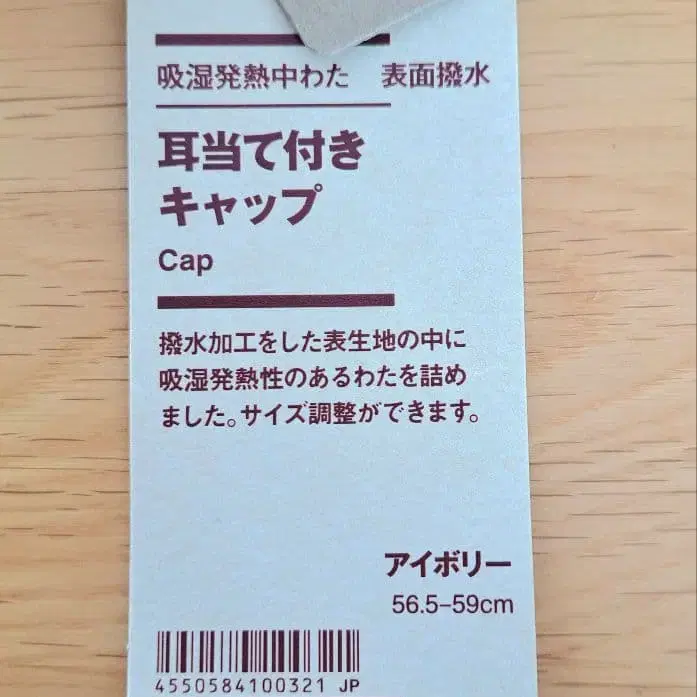 吸湿発熱中わた 表面撥水
耳当て付き
キャップ
Cap
撥水加工をした表生地の中に
吸湿発熱性のあるわたを詰め
ました。サイズ調整ができます。
アイボリー
56.5–59cm
4550584100321 JP